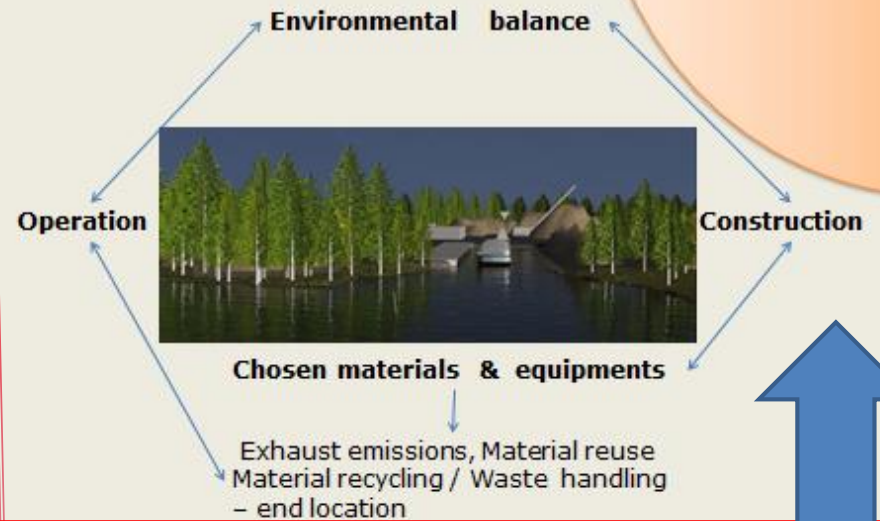 Environmental balance
Operation
Construction
Chosen materials & equipments
Exhaust emissions, Material reuse
Material recycling / Waste handling
– end location